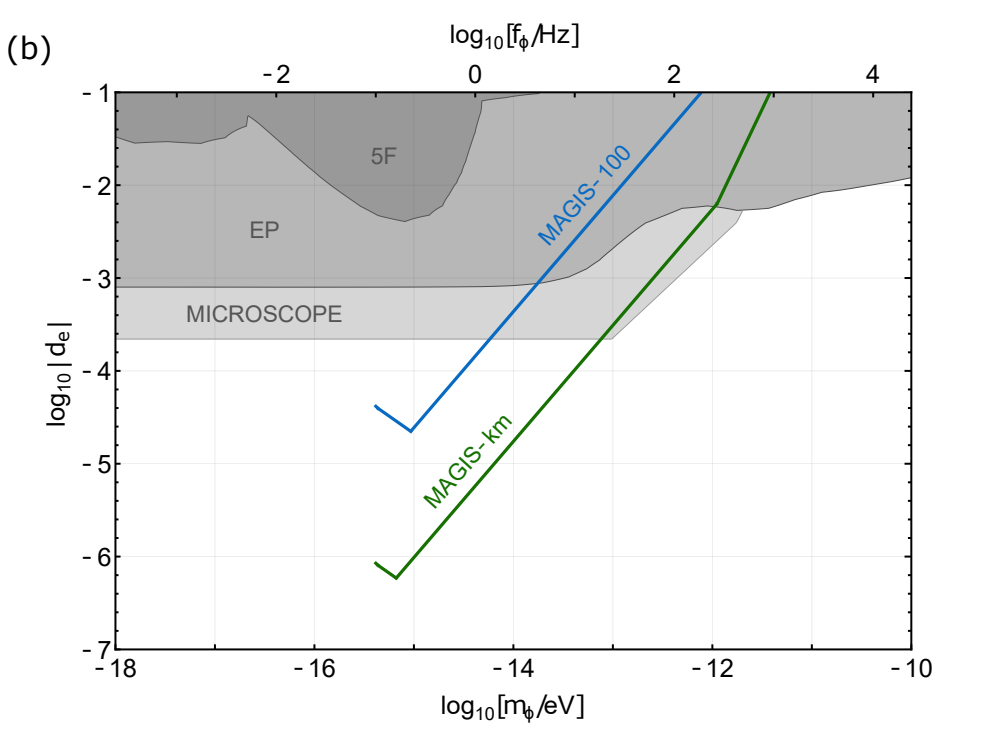 (b)
log₁₀[fϕ/Hz]
-2 0 2 4
-1
-2
-3
-4
-5
-6
-7
log₁₀|dₑ|
5F
EP
MICROSCOPE
MAGIS-100
MAGIS-km
-18 -16 -14 -12 -10
log₁₀[mϕ/eV]